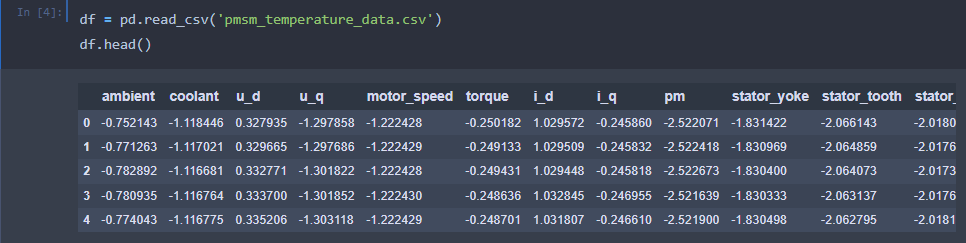 In [4]: df = pd.read_csv('pmsm_temperature_data.csv')
df.head()
ambient coolant u_d u_q motor_speed torque i_d i_q pm stator_yoke stator_tooth stator_
0 -0.752143 -1.118446 0.327935 -1.297858 -1.222428 -0.250182 1.029572 -0.245860 -2.522071 -1.831422 -2.066143 -2.0180
1 -0.771263 -1.117021 0.329665 -1.297686 -1.222429 -0.249133 1.029509 -0.245832 -2.522418 -1.830969 -2.064859 -2.0176
2 -0.782892 -1.116681 0.332771 -1.301822 -1.222428 -0.249431 1.029448 -0.245818 -2.522673 -1.830400 -2.064073 -2.0173
3 -0.780935 -1.116764 0.333700 -1.301852 -1.222430 -0.248636 1.032845 -0.246955 -2.521639 -1.830333 -2.063137 -2.0176
4 -0.774043 -1.116775 0.335206 -1.303118 -1.222429 -0.248701 1.031807 -0.246610 -2.521900 -1.830498 -2.062795 -2.0181